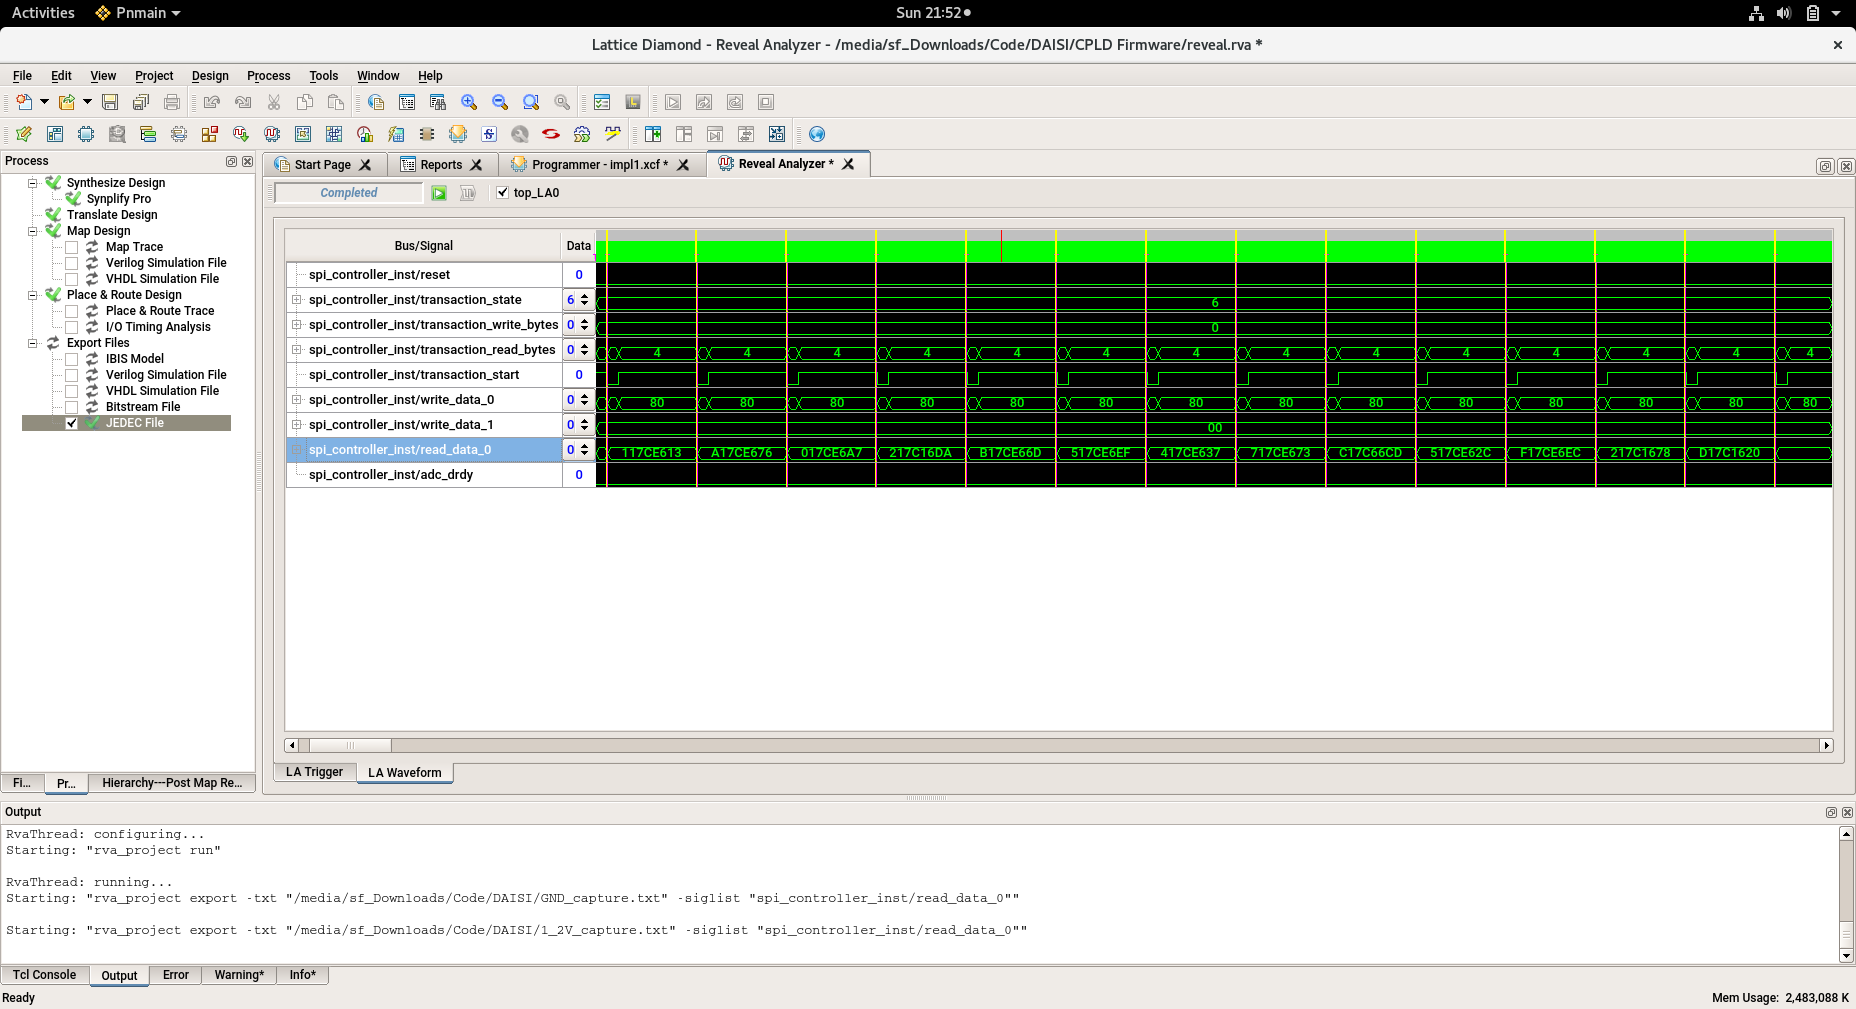 Activities Pnmain Sun 21:52
Lattice Diamond - Reveal Analyzer - /media/sf_Downloads/Code/DAISI/CPLD Firmware/reveal.rva *
File Edit View Project Design Process Tools Window Help
Process
Synthesize Design
Synplify Pro
Translate Design
Map Design
Map Trace
Verilog Simulation File
VHDL Simulation File
Place & Route Design
Place & Route Trace
I/O Timing Analysis
Export Files
IBIS Model
Verilog Simulation File
VHDL Simulation File
Bitstream File
JEDEC File
Fi... Pr... Hierarchy---Post Map Re...
Start Page Reports Programmer - impl1.xcf * Reveal Analyzer *
Completed top_LA0
Bus/Signal Data
spi_controller_inst/reset 0
spi_controller_inst/transaction_state 6 6
spi_controller_inst/transaction_write_bytes 0 0
spi_controller_inst/transaction_read_bytes 0 4 4 4 4 4 4 4 4 4 4 4 4 4 4
spi_controller_inst/transaction_start 0
spi_controller_inst/write_data_0 0 80 80 80 80 80 80 80 80 80 80 80 80 80 80
spi_controller_inst/write_data_1 0 00
spi_controller_inst/read_data_0 0 117CE613 A17CE676 017CE6A7 217C16DA B17CE66D 517CE6EF 417CE637 717CE673 C17C66CD 517CE62C F17CE6EC 217C1678 D17C1620
spi_controller_inst/adc_drdy 0
LA Trigger LA Waveform
Output
RvaThread: configuring...
Starting: "rva_project run"
RvaThread: running...
Starting: "rva_project export -txt "/media/sf_Downloads/Code/DAISI/GND_capture.txt" -siglist "spi_controller_inst/read_data_0""
Starting: "rva_project export -txt "/media/sf_Downloads/Code/DAISI/1_2V_capture.txt" -siglist "spi_controller_inst/read_data_0""
Tcl Console Output Error Warning* Info*
Ready Mem Usage: 2,483,088 K